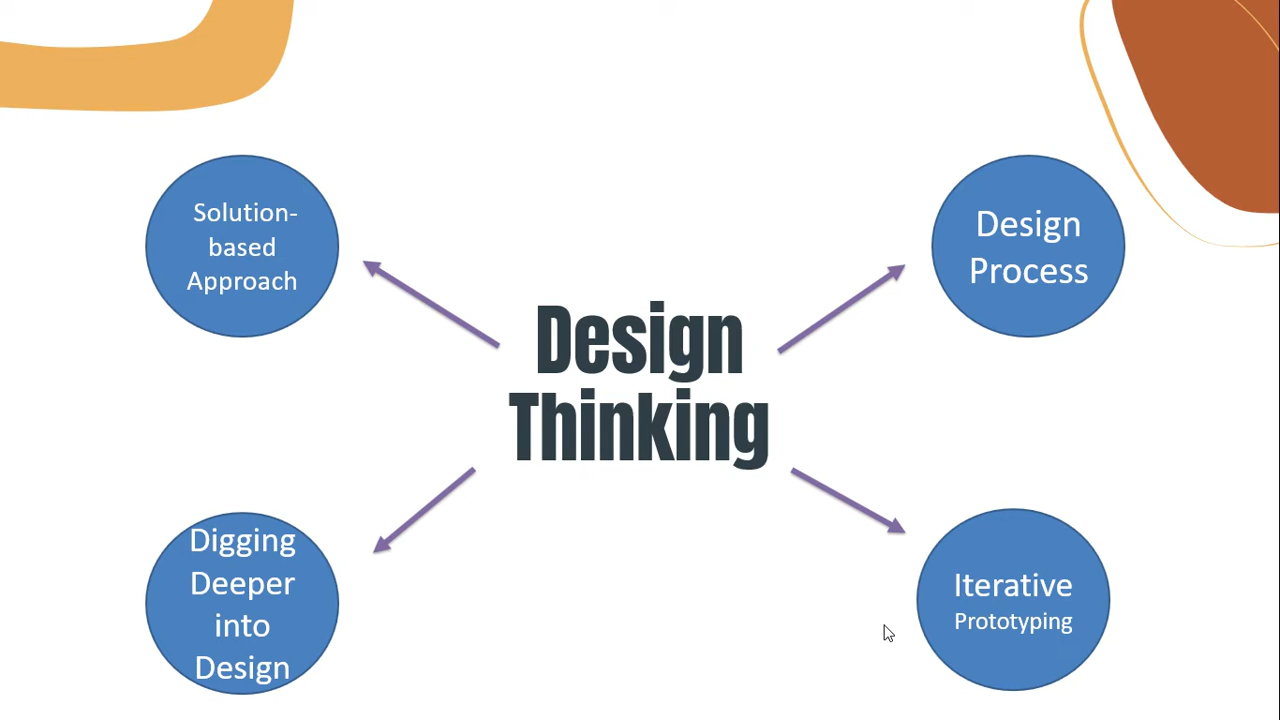 Solution-
based
Approach
Design
Process
Design
Thinking
Digging
Deeper
into
Design
Iterative
Prototyping